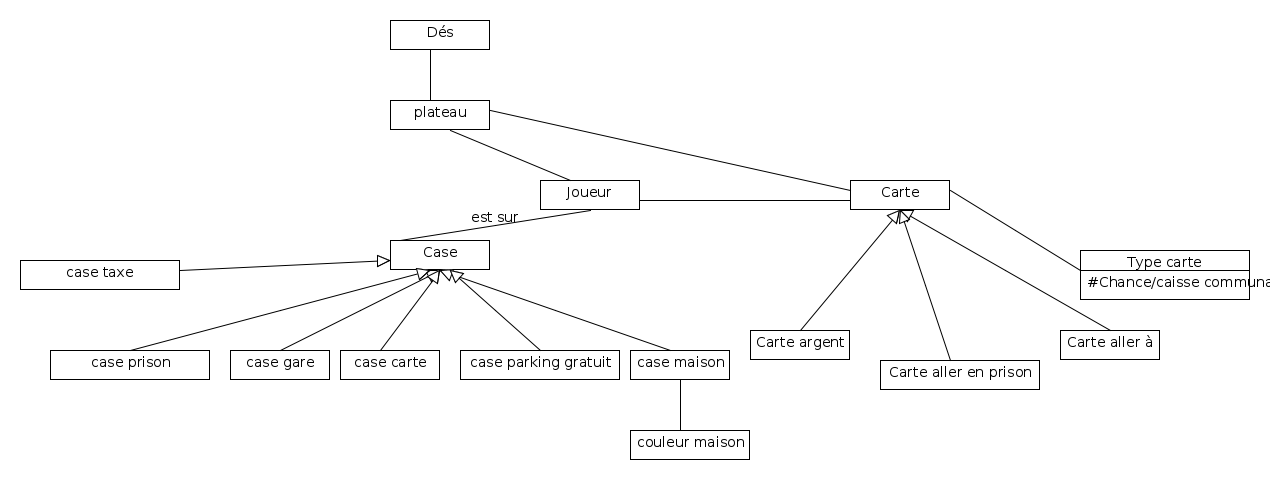 Dés
plateau
Joueur
Carte
est sur
Case
case taxe
Type carte
#Chance/caisse communa
case prison
case gare
case carte
case parking gratuit
case maison
Carte argent
Carte aller en prison
Carte aller à
couleur maison